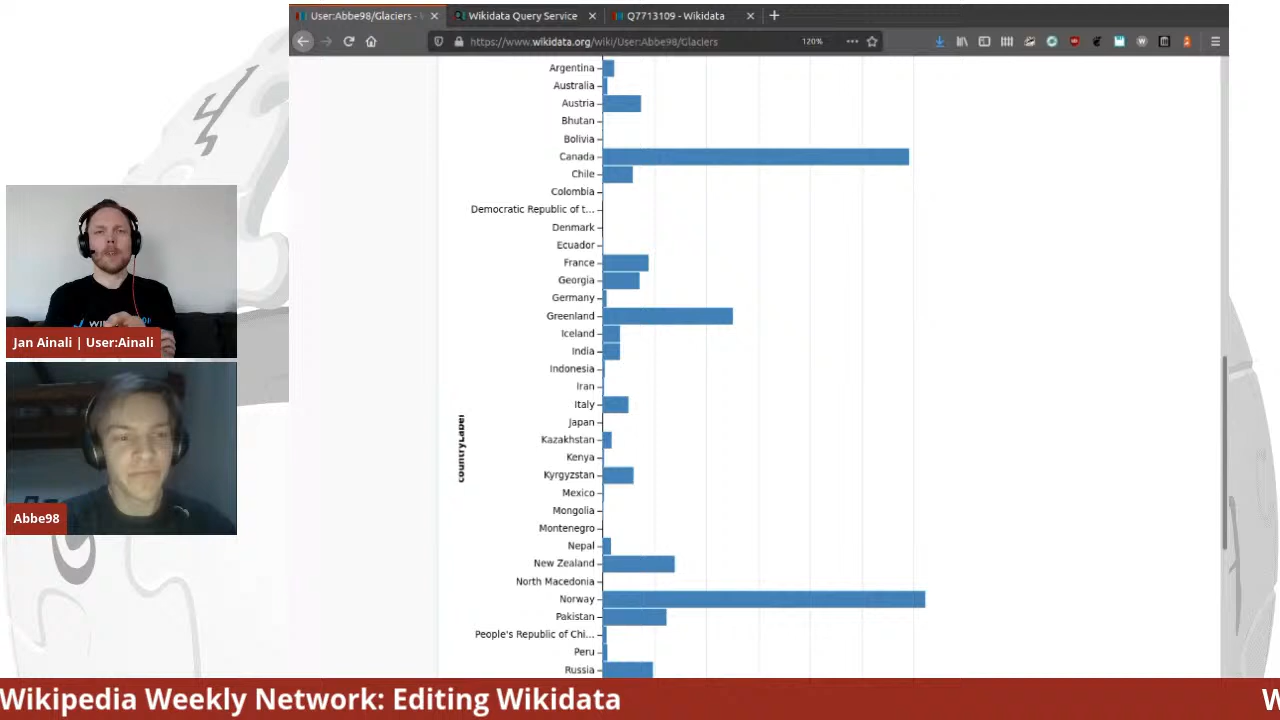 User:Abbe98/Glaciers -
Wikidata Query Service
Q7713109 - Wikidata
https://www.wikidata.org/wiki/User:Abbe98/Glaciers
120%
Argentina
Australia
Austria
Bhutan
Bolivia
Canada
Chile
Colombia
Democratic Republic of t...
Denmark
Ecuador
France
Georgia
Germany
Greenland
Iceland
India
Indonesia
Iran
Italy
Japan
countryLabel
Kazakhstan
Kenya
Kyrgyzstan
Mexico
Mongolia
Montenegro
Nepal
New Zealand
North Macedonia
Norway
Pakistan
People's Republic of Chi...
Peru
Russia
Jan Ainali | User:Ainali
Abbe98
Wikipedia Weekly Network: Editing Wikidata
W